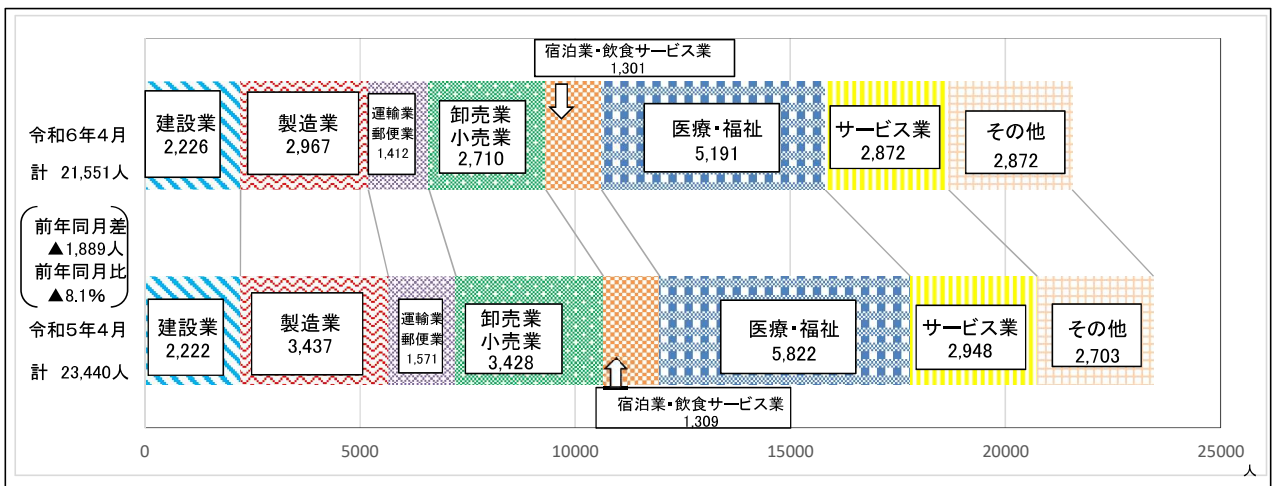 宿泊業・飲食サービス業
1,301
令和6年4月
計 21,551人
建設業
2,226
製造業
2,967
運輸業
郵便業
1,412
卸売業
小売業
2,710
医療・福祉
5,191
サービス業
2,872
その他
2,872
前年同月差
▲1,889人
前年同月比
▲8.1%
令和5年4月
計 23,440人
建設業
2,222
製造業
3,437
運輸業
郵便業
1,571
卸売業
小売業
3,428
医療・福祉
5,822
サービス業
2,948
その他
2,703
宿泊業・飲食サービス業
1,309
0 5000 10000 15000 20000 25000
人